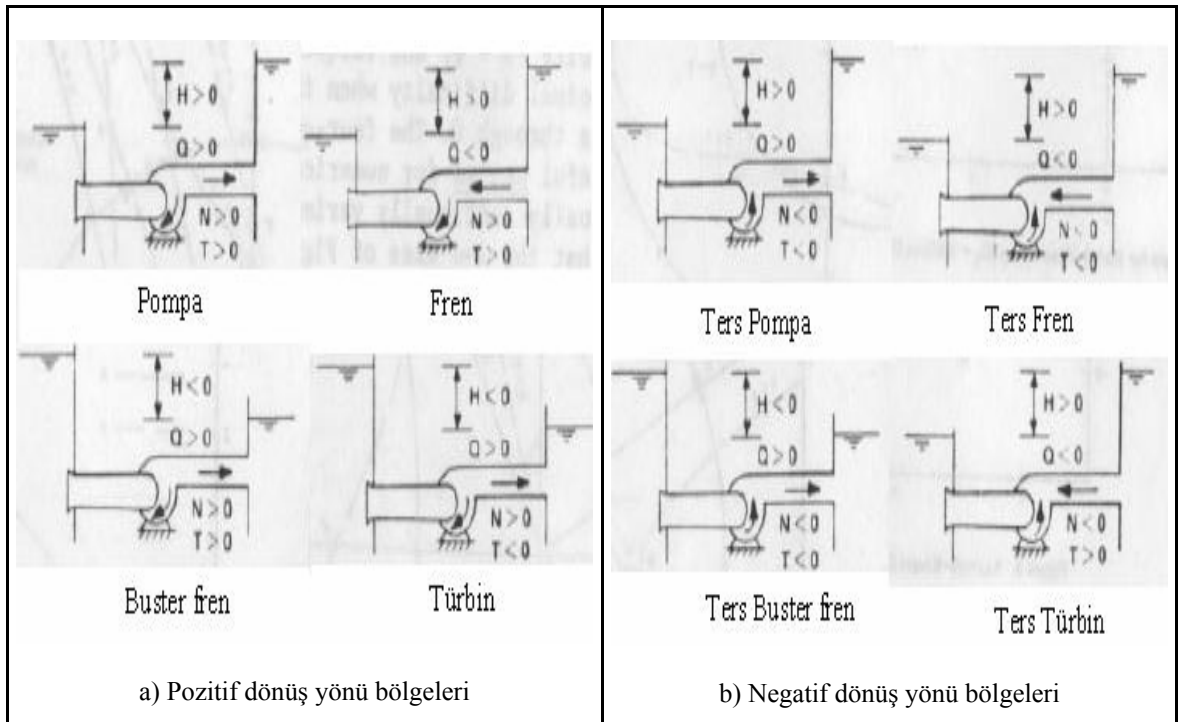 H>0
Q>0
N>0
T>0
Pompa
H>0
Q<0
N>0
T>0
Fren
H<0
Q>0
N>0
T>0
Buster fren
H<0
Q>0
N>0
T<0
Türbin
a) Pozitif dönüş yönü bölgeleri
H>0
Q>0
N<0
T<0
Ters Pompa
H>0
Q<0
N<0
T<0
Ters Fren
H<0
Q>0
N<0
T<0
Ters Buster fren
H>0
Q<0
N<0
T>0
Ters Türbin
b) Negatif dönüş yönü bölgeleri